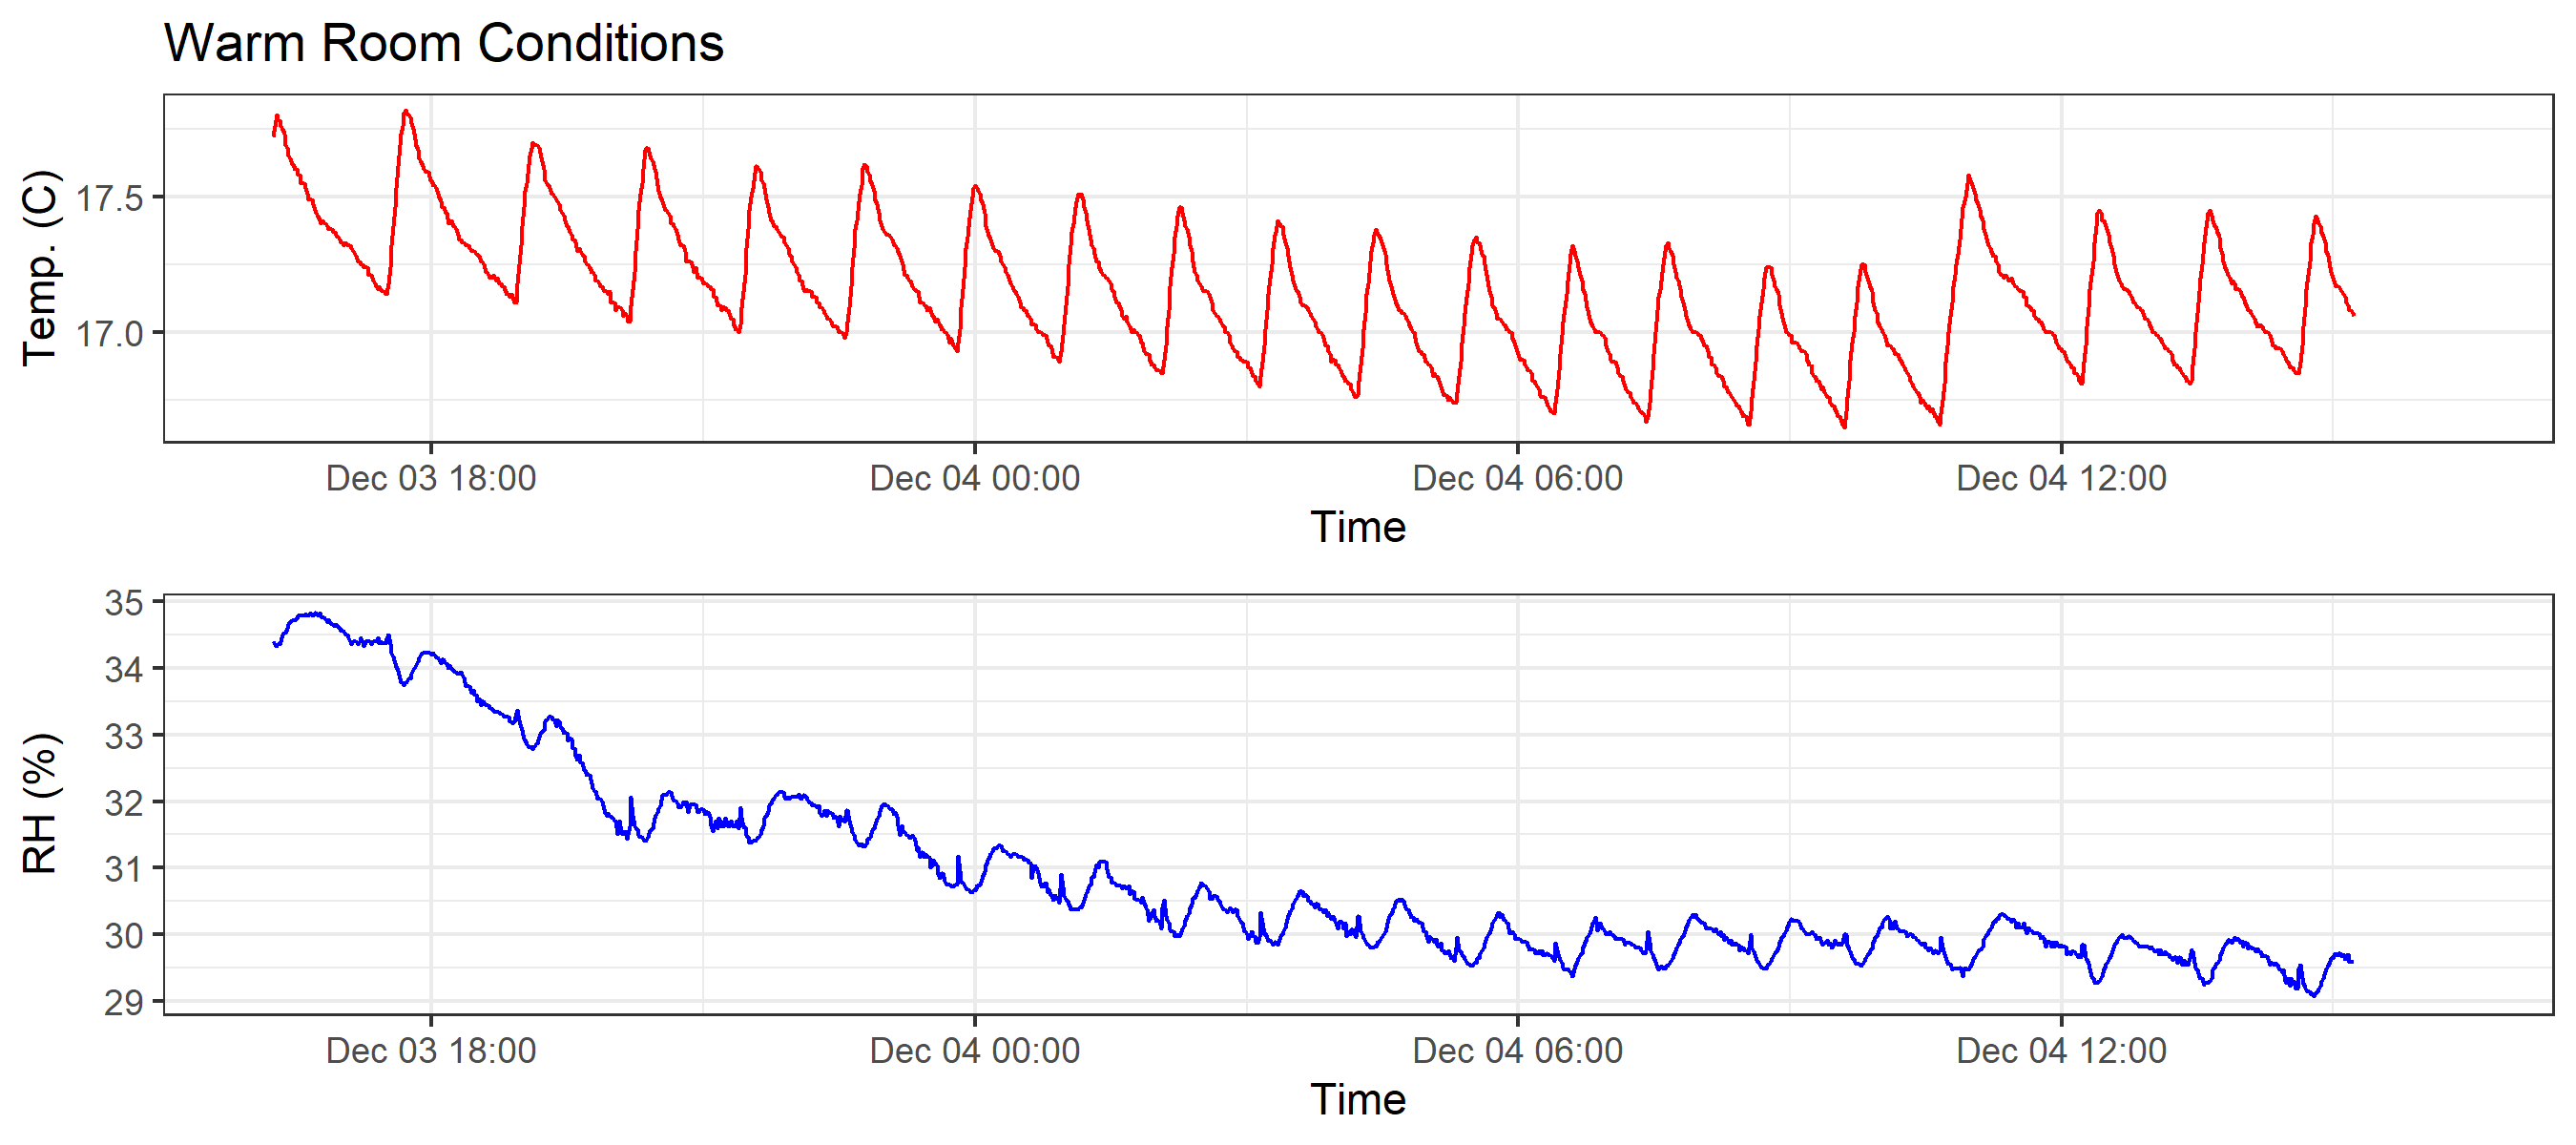 Warm Room Conditions
Temp. (C)
17.5
17.0
Dec 03 18:00
Dec 04 00:00
Dec 04 06:00
Dec 04 12:00
Time
RH (%)
35
34
33
32
31
30
29
Dec 03 18:00
Dec 04 00:00
Dec 04 06:00
Dec 04 12:00
Time